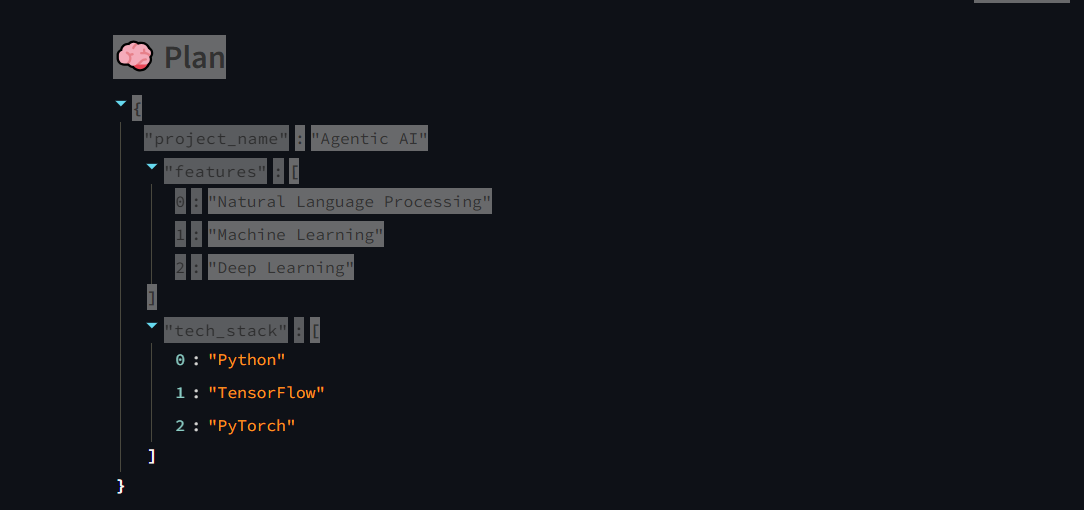 🧠 Plan
{
"project_name" : "Agentic AI"
"features" : [
0 : "Natural Language Processing"
1 : "Machine Learning"
2 : "Deep Learning"
]
"tech_stack" : [
0 : "Python"
1 : "TensorFlow"
2 : "PyTorch"
]
}